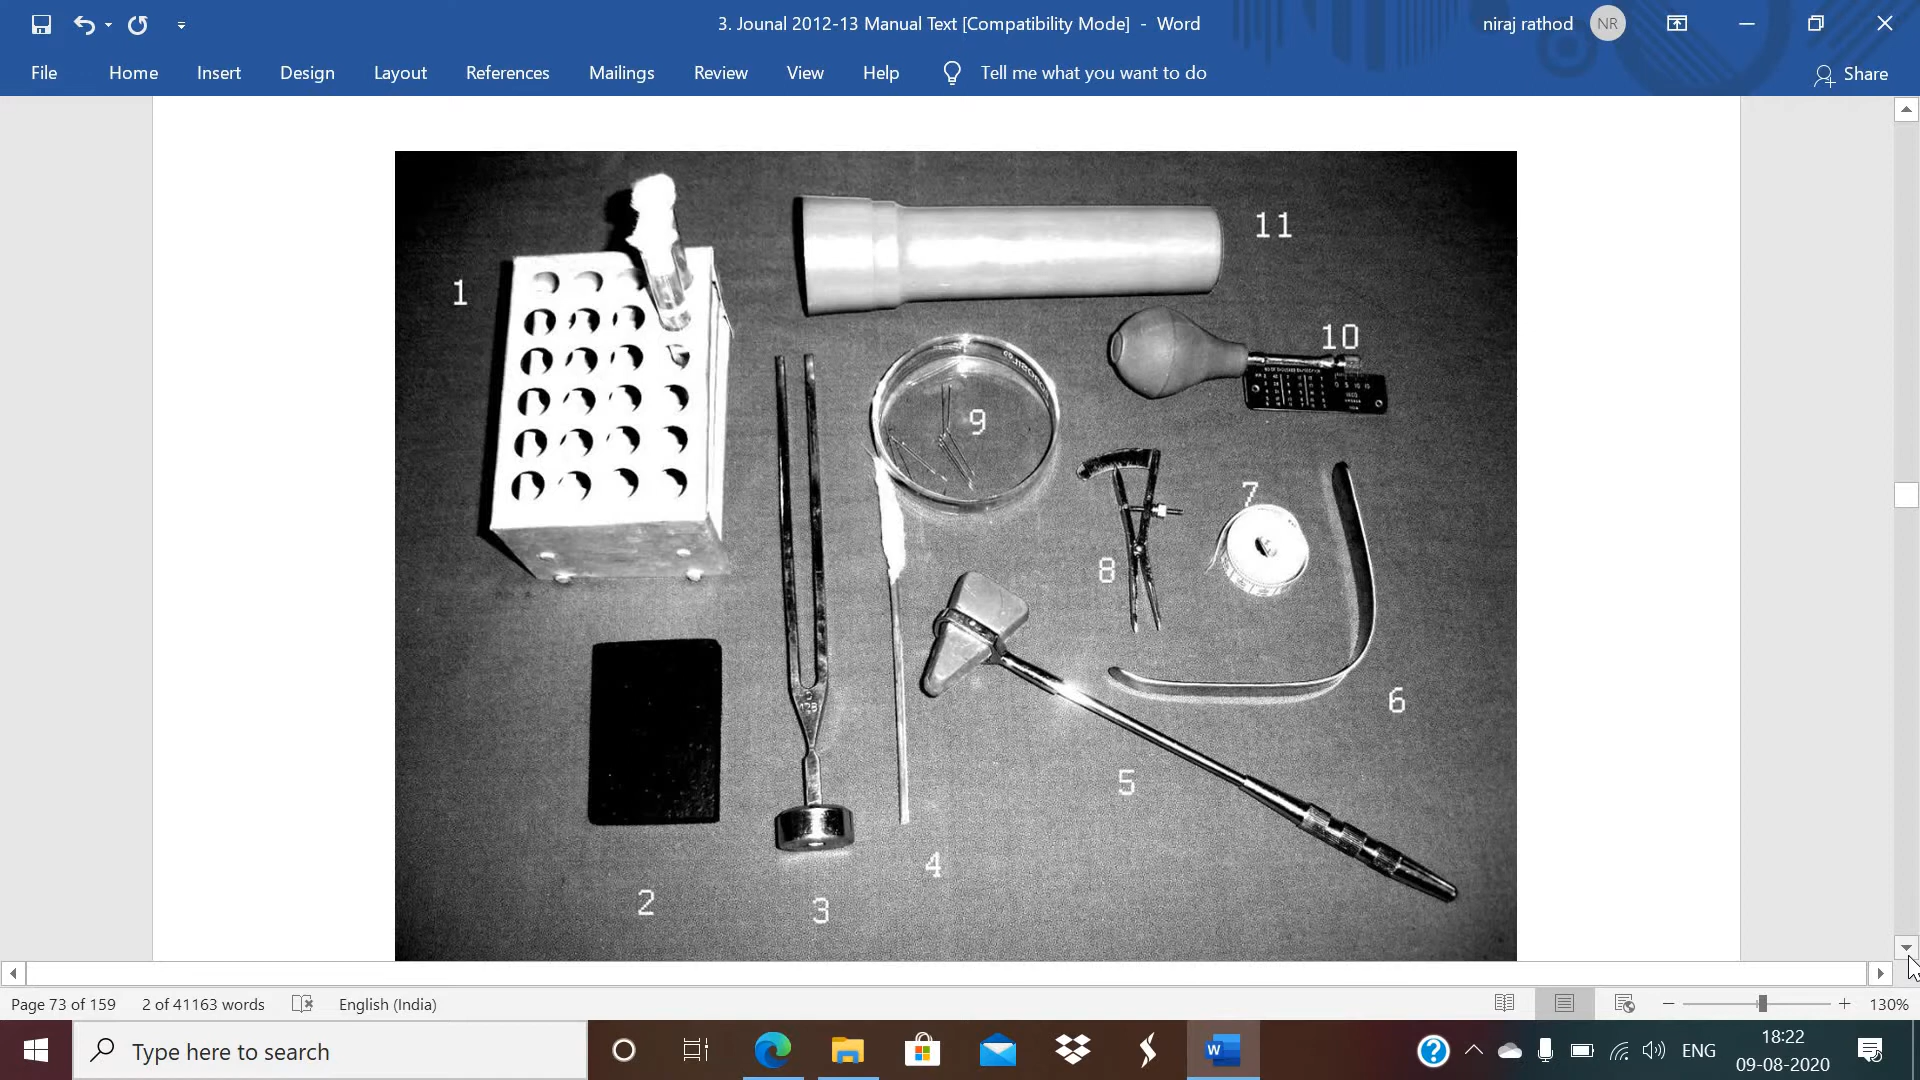 3. Jounal 2012-13 Manual Text [Compatibility Mode] - Word
niraj rathod
NR
File Home Insert Design Layout References Mailings Review View Help Tell me what you want to do
Share
11
1
10
9
7
8
6
5
128
4
2
3
Page 73 of 159 2 of 41163 words English (India)
130%
Type here to search
W
ENG
18:22
09-08-2020